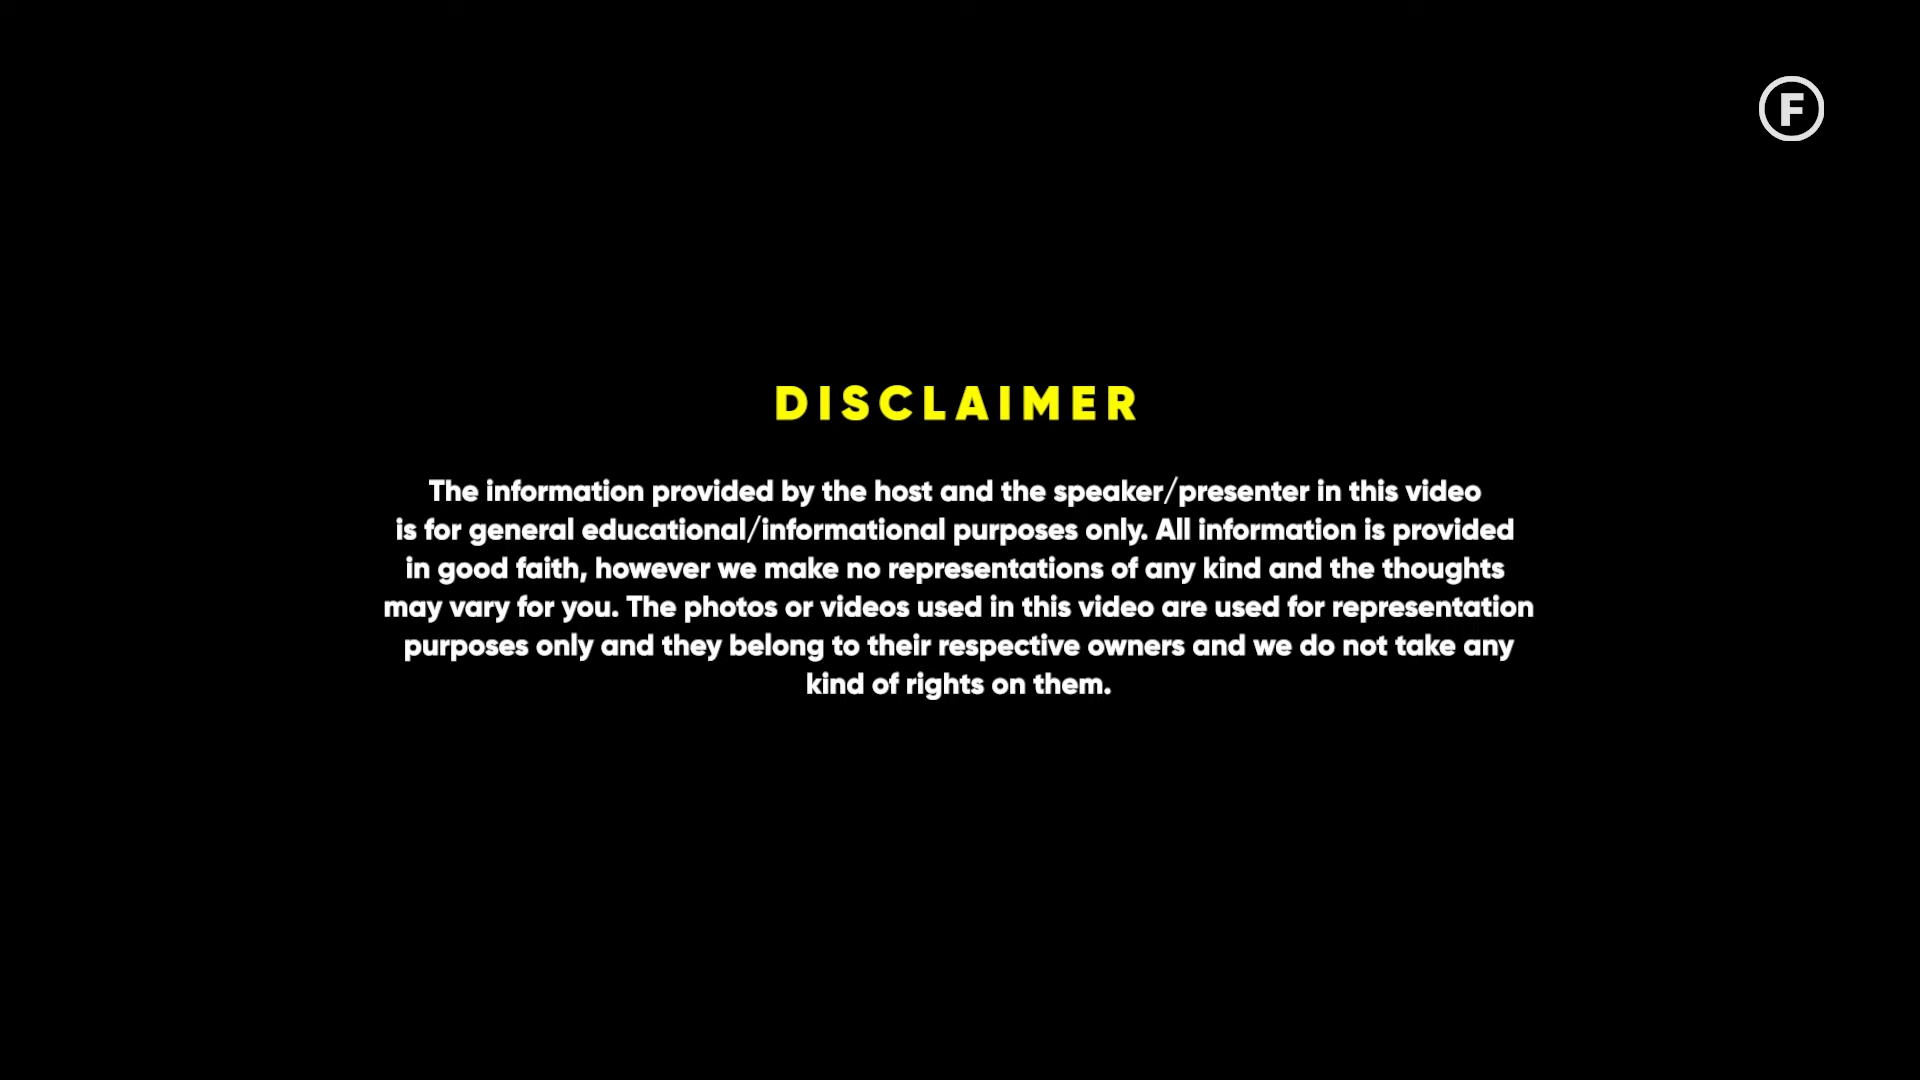 F
DISCLAIMER
The information provided by the host and the speaker/presenter in this video
is for general educational/informational purposes only. All information is provided
in good faith, however we make no representations of any kind and the thoughts
may vary for you. The photos or videos used in this video are used for representation
purposes only and they belong to their respective owners and we do not take any
kind of rights on them.